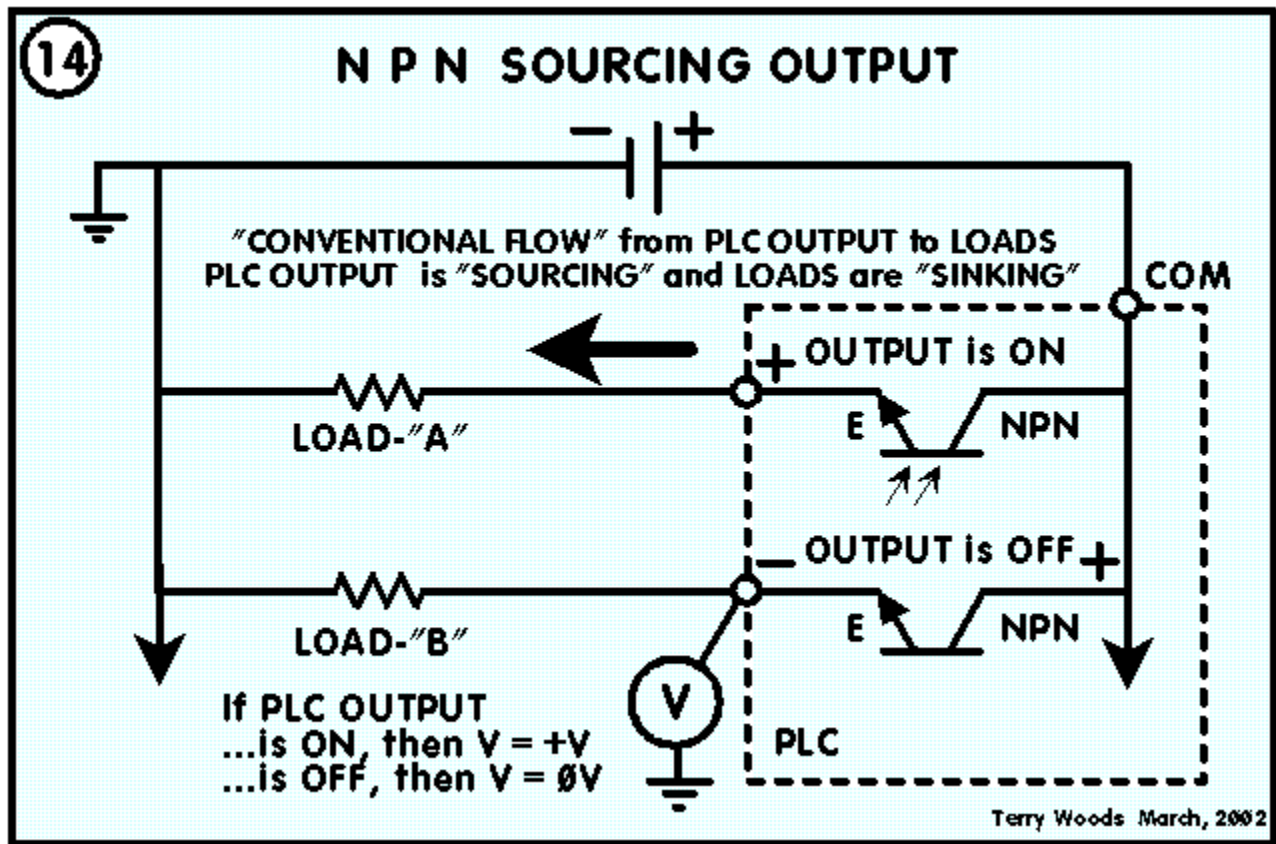 14
N P N SOURCING OUTPUT
- +
"CONVENTIONAL FLOW" from PLC OUTPUT to LOADS
PLC OUTPUT is "SOURCING" and LOADS are "SINKING"
COM
+ OUTPUT is ON
LOAD-"A"
E NPN
- OUTPUT is OFF +
LOAD-"B"
E NPN
V
If PLC OUTPUT
...is ON, then V = +V
...is OFF, then V = ØV
PLC
Terry Woods March, 2002